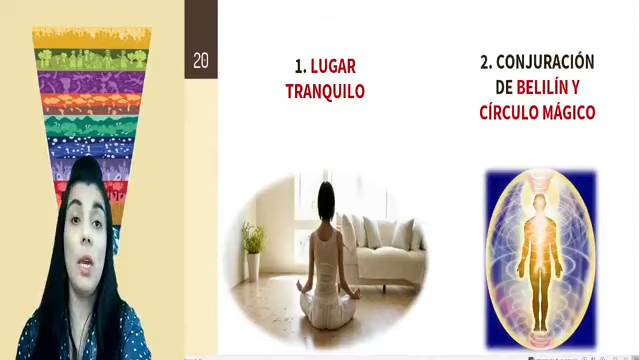 20
1. LUGAR
TRANQUILO
2. CONJURACIÓN
DE BELILÍN Y
CÍRCULO MÁGICO